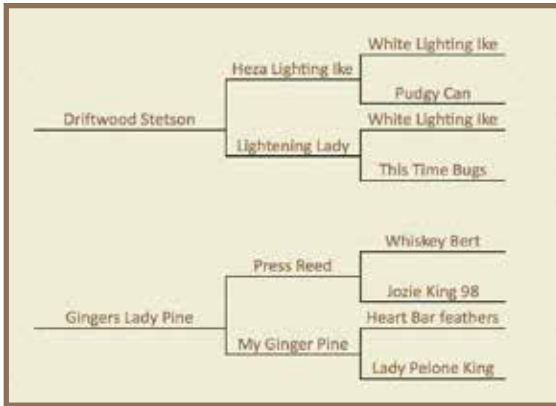 White Lighting Ike
Heza Lighting Ike
Pudgy Can
Driftwood Stetson
White Lighting Ike
Lightening Lady
This Time Bugs
Whiskey Bert
Press Reed
Jozie King 98
Gingers Lady Pine
Heart Bar feathers
My Ginger Pine
Lady Pelone King